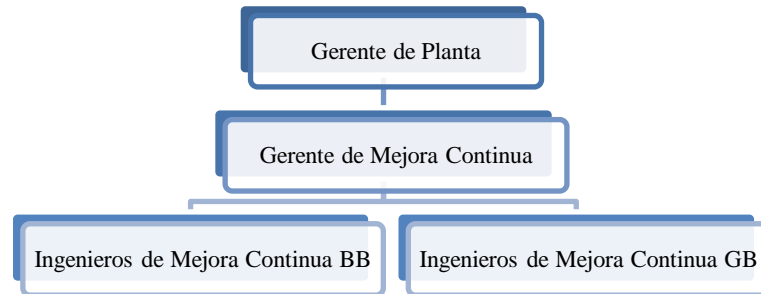 Gerente de Planta
Gerente de Mejora Continua
Ingenieros de Mejora Continua BB
Ingenieros de Mejora Continua GB